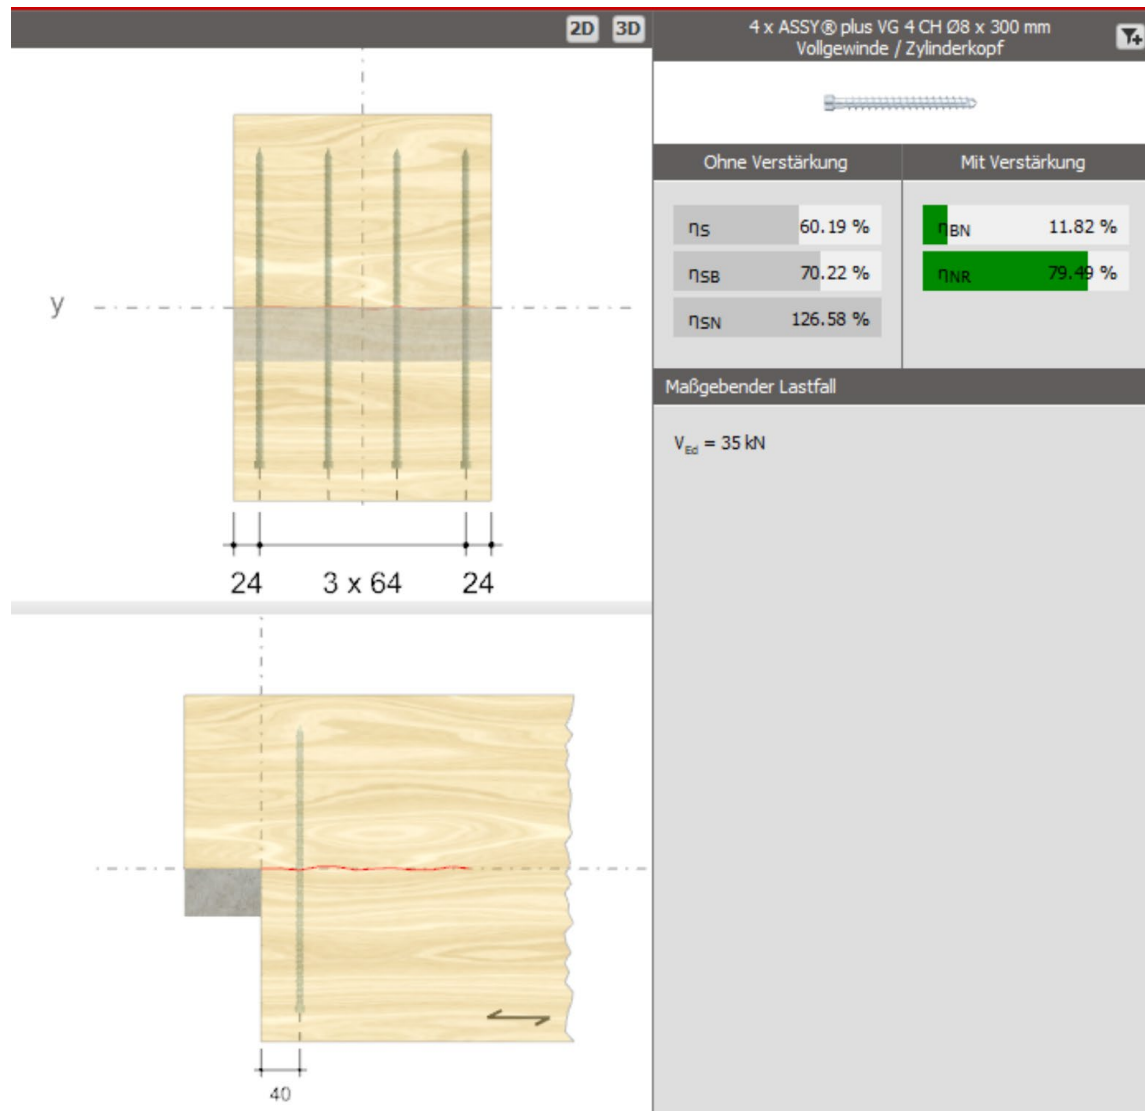 2D 3D
4 x ASSY® plus VG 4 CH Ø8 x 300 mm
Vollgewinde / Zylinderkopf
Ohne Verstärkung
Mit Verstärkung
ηS 60.19 %
ηBN 11.82 %
ηSB 70.22 %
ηNR 79.49 %
ηSN 126.58 %
Maßgebender Lastfall
VEd = 35 kN
y
24 3 x 64 24
40